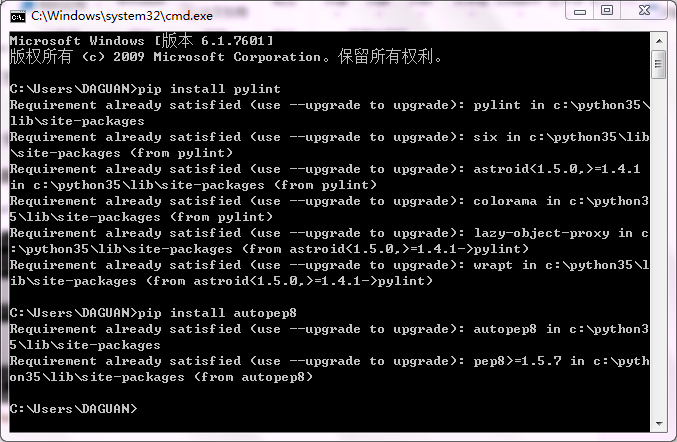 C:\Windows\system32\cmd.exe
Microsoft Windows [版本 6.1.7601]
版权所有 (c) 2009 Microsoft Corporation。保留所有权利。
C:\Users\DAGUAN>pip install pylint
Requirement already satisfied (use --upgrade to upgrade): pylint in c:\python35\
lib\site-packages
Requirement already satisfied (use --upgrade to upgrade): six in c:\python35\lib
\site-packages (from pylint)
Requirement already satisfied (use --upgrade to upgrade): astroid<1.5.0,>=1.4.1
in c:\python35\lib\site-packages (from pylint)
Requirement already satisfied (use --upgrade to upgrade): colorama in c:\python3
5\lib\site-packages (from pylint)
Requirement already satisfied (use --upgrade to upgrade): lazy-object-proxy in c
:\python35\lib\site-packages (from astroid<1.5.0,>=1.4.1->pylint)
Requirement already satisfied (use --upgrade to upgrade): wrapt in c:\python35\l
ib\site-packages (from astroid<1.5.0,>=1.4.1->pylint)
C:\Users\DAGUAN>pip install autopep8
Requirement already satisfied (use --upgrade to upgrade): autopep8 in c:\python3
5\lib\site-packages
Requirement already satisfied (use --upgrade to upgrade): pep8>=1.5.7 in c:\pyth
on35\lib\site-packages (from autopep8)
C:\Users\DAGUAN>